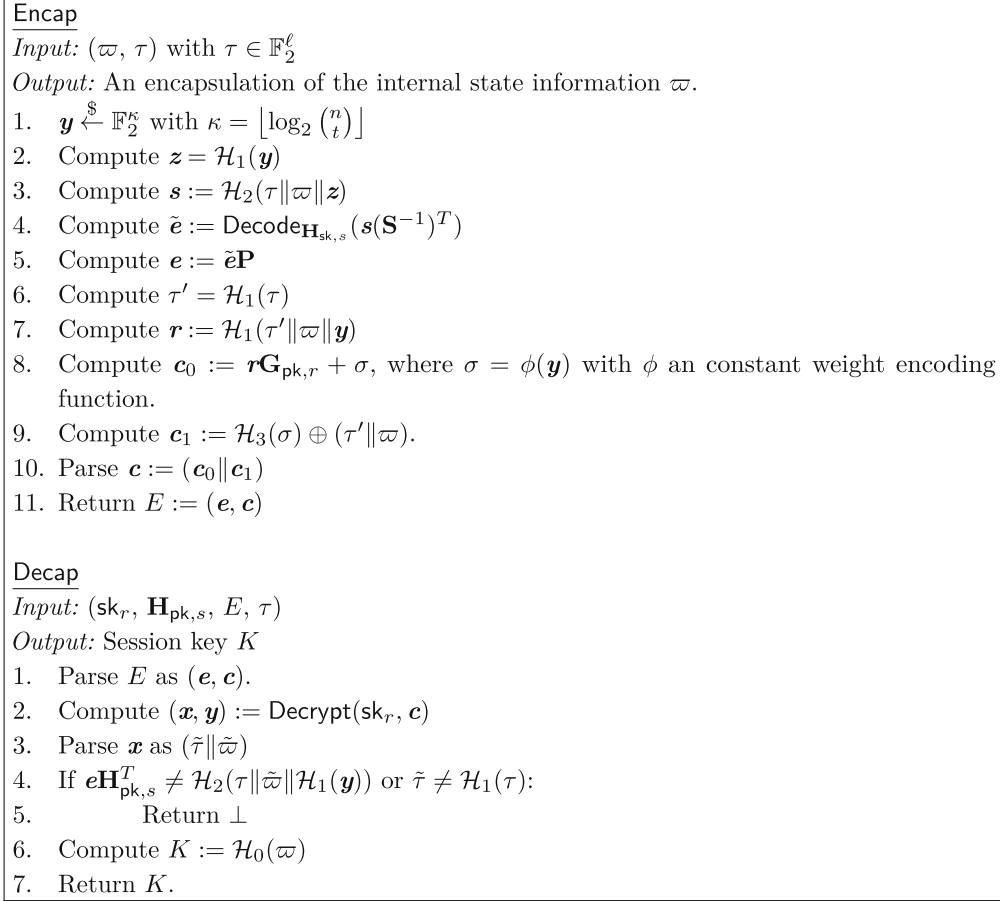 Encap
Input: (ϖ, τ) with τ ∈ 𝔽₂^ℓ
Output: An encapsulation of the internal state information ϖ.
1. y ←$ 𝔽₂^κ with κ = ⌊log₂ (n t)⌋
2. Compute z = ℋ₁(y)
3. Compute s := ℋ₂(τ‖ϖ‖z)
4. Compute ẽ := Decode_{H_{sk,s}}(s(S⁻¹)ᵀ)
5. Compute e := ẽP
6. Compute τ′ = ℋ₁(τ)
7. Compute r := ℋ₁(τ′‖ϖ‖y)
8. Compute c₀ := rG_{pk,r} + σ, where σ = ϕ(y) with ϕ an constant weight encoding
function.
9. Compute c₁ := ℋ₃(σ) ⊕ (τ′‖ϖ).
10. Parse c := (c₀‖c₁)
11. Return E := (e, c)
Decap
Input: (sk_r, H_{pk,s}, E, τ)
Output: Session key K
1. Parse E as (e, c).
2. Compute (x, y) := Decrypt(sk_r, c)
3. Parse x as (τ̃‖ϖ̃)
4. If eH^T_{pk,s} ≠ ℋ₂(τ‖ϖ̃‖ℋ₁(y)) or τ̃ ≠ ℋ₁(τ):
5. Return ⊥
6. Compute K := ℋ₀(ϖ)
7. Return K.